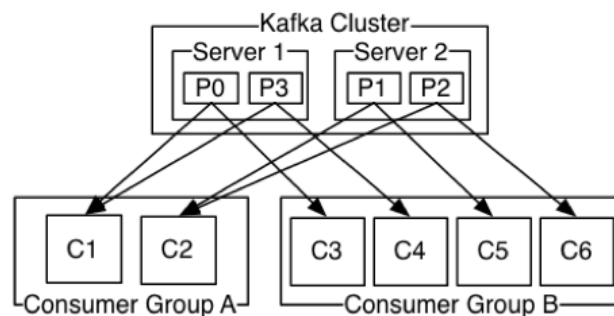 Kafka Cluster
Server 1 Server 2
P0 P3 P1 P2
C1 C2 C3 C4 C5 C6
Consumer Group A Consumer Group B